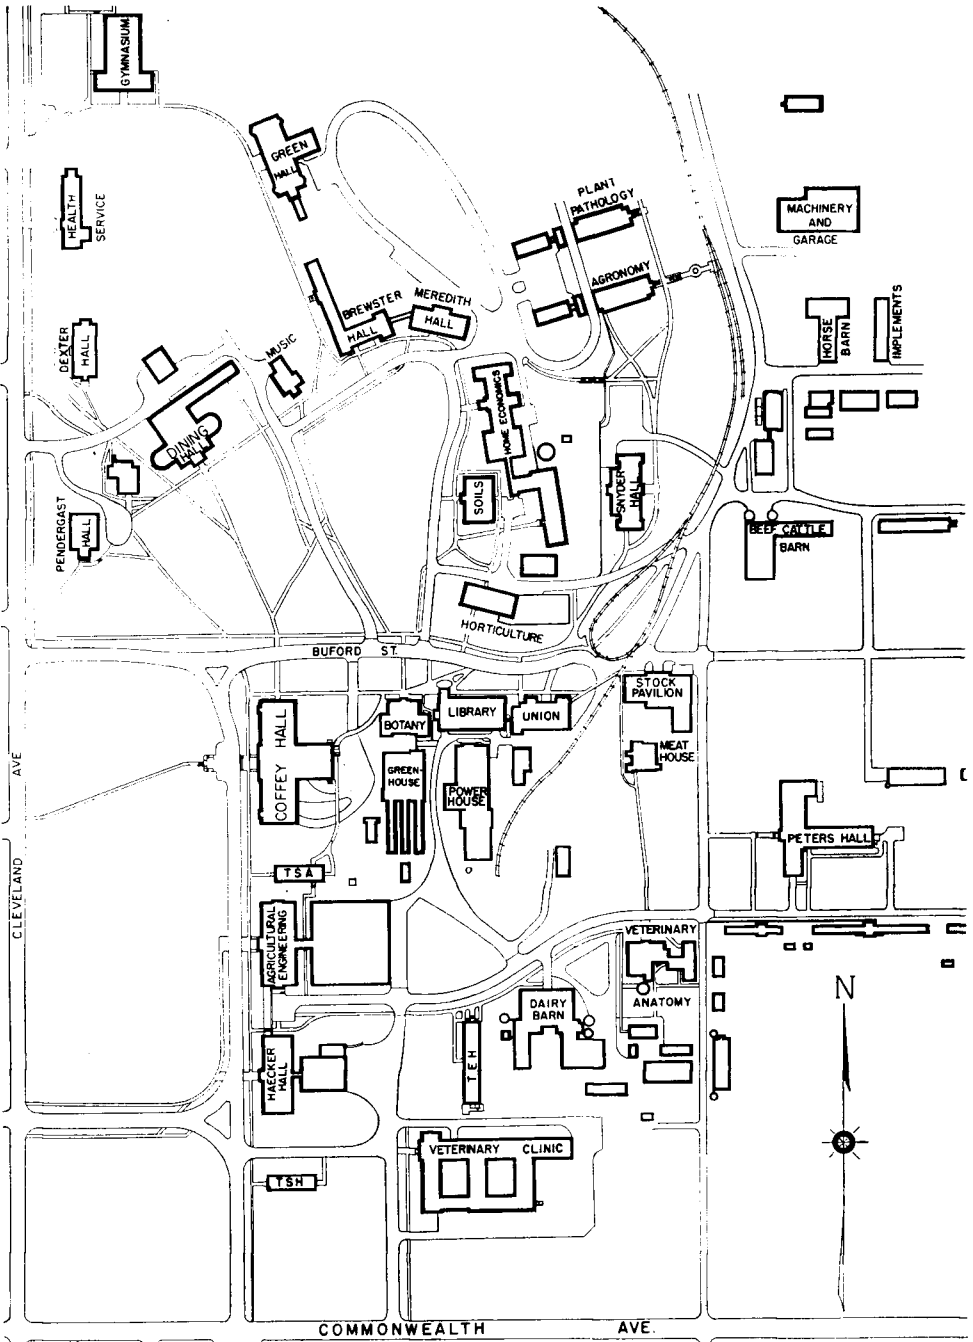 GYMNASIUM
GREEN
HALL
HEALTH
SERVICE
PLANT
PATHOLOGY
MACHINERY
AND
GARAGE
AGRONOMY
BREWSTER
HALL
MEREDITH
HALL
HORSE
BARN
IMPLEMENTS
DEXTER
HALL
MUSIC
DINING
HALL
HOME ECONOMICS
SOILS
SNYDER
HALL
PENDERGAST
HALL
BEEF CATTLE
BARN
HORTICULTURE
BUFORD ST.
STOCK
PAVILION
COFFEY HALL
BOTANY
LIBRARY
UNION
MEAT
HOUSE
GREEN-
HOUSE
POWER
HOUSE
CLEVELAND AVE
PETERS HALL
TSA
AGRICULTURAL
ENGINEERING
VETERINARY
ANATOMY
N
DAIRY
BARN
TEH
HAECKER
HALL
VETERINARY CLINIC
TSH
COMMONWEALTH AVE.